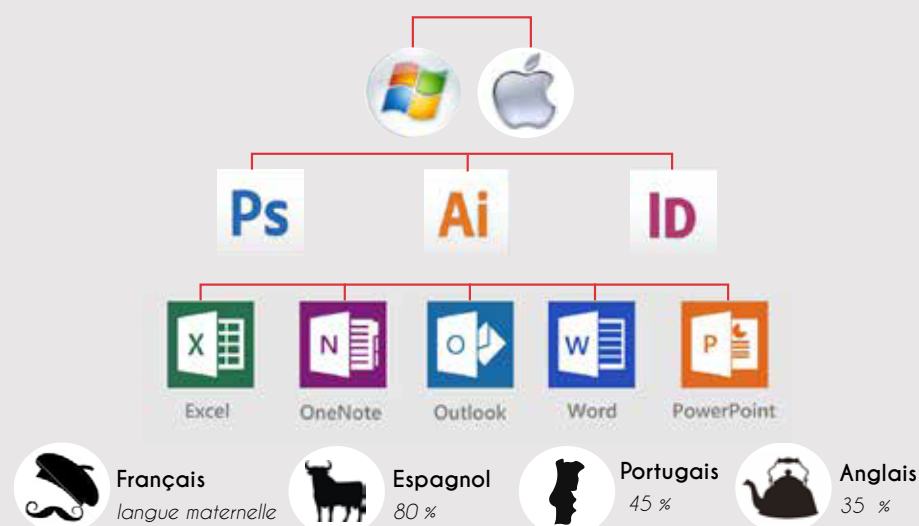 Ps Ai ID
X N O W P
Excel OneNote Outlook Word PowerPoint
Français Espagnol Portugais Anglais
langue maternelle 80 % 45 % 35 %